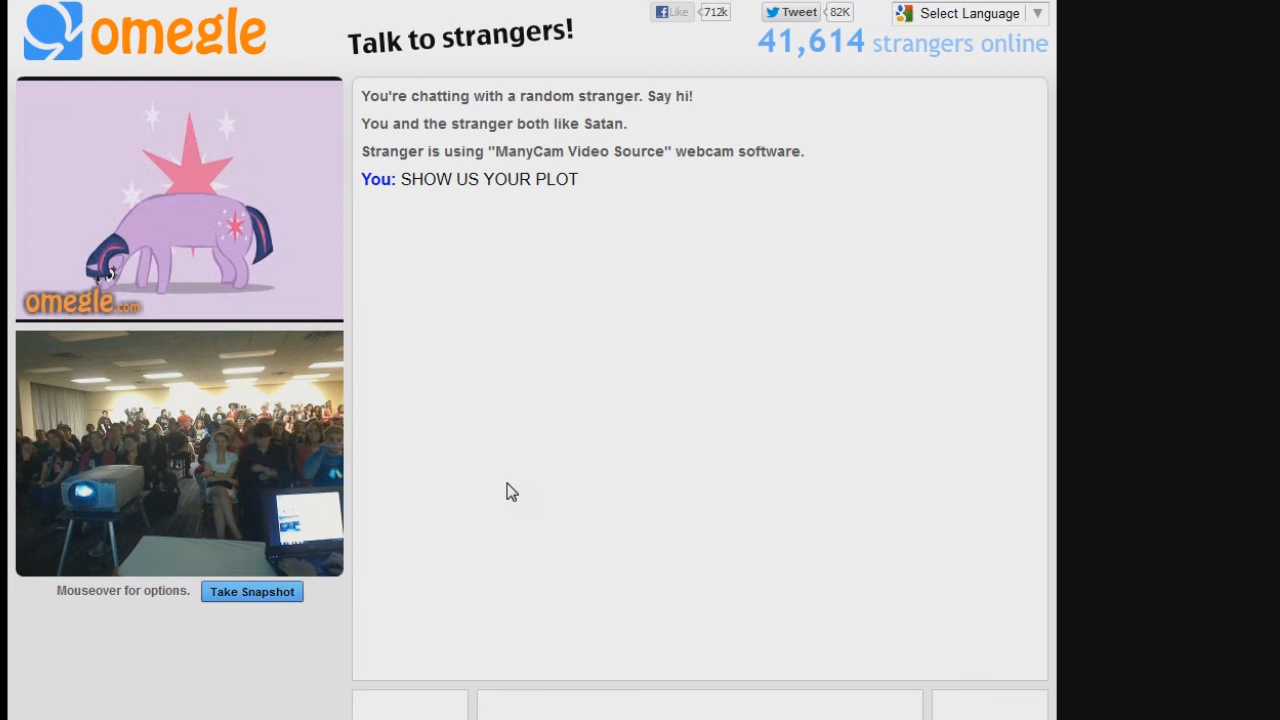 omegle
Talk to strangers!
Like 712k
Tweet 82K
Select Language
41,614 strangers online
You're chatting with a random stranger. Say hi!
You and the stranger both like Satan.
Stranger is using "ManyCam Video Source" webcam software.
You: SHOW US YOUR PLOT
omegle.com
Mouseover for options.
Take Snapshot